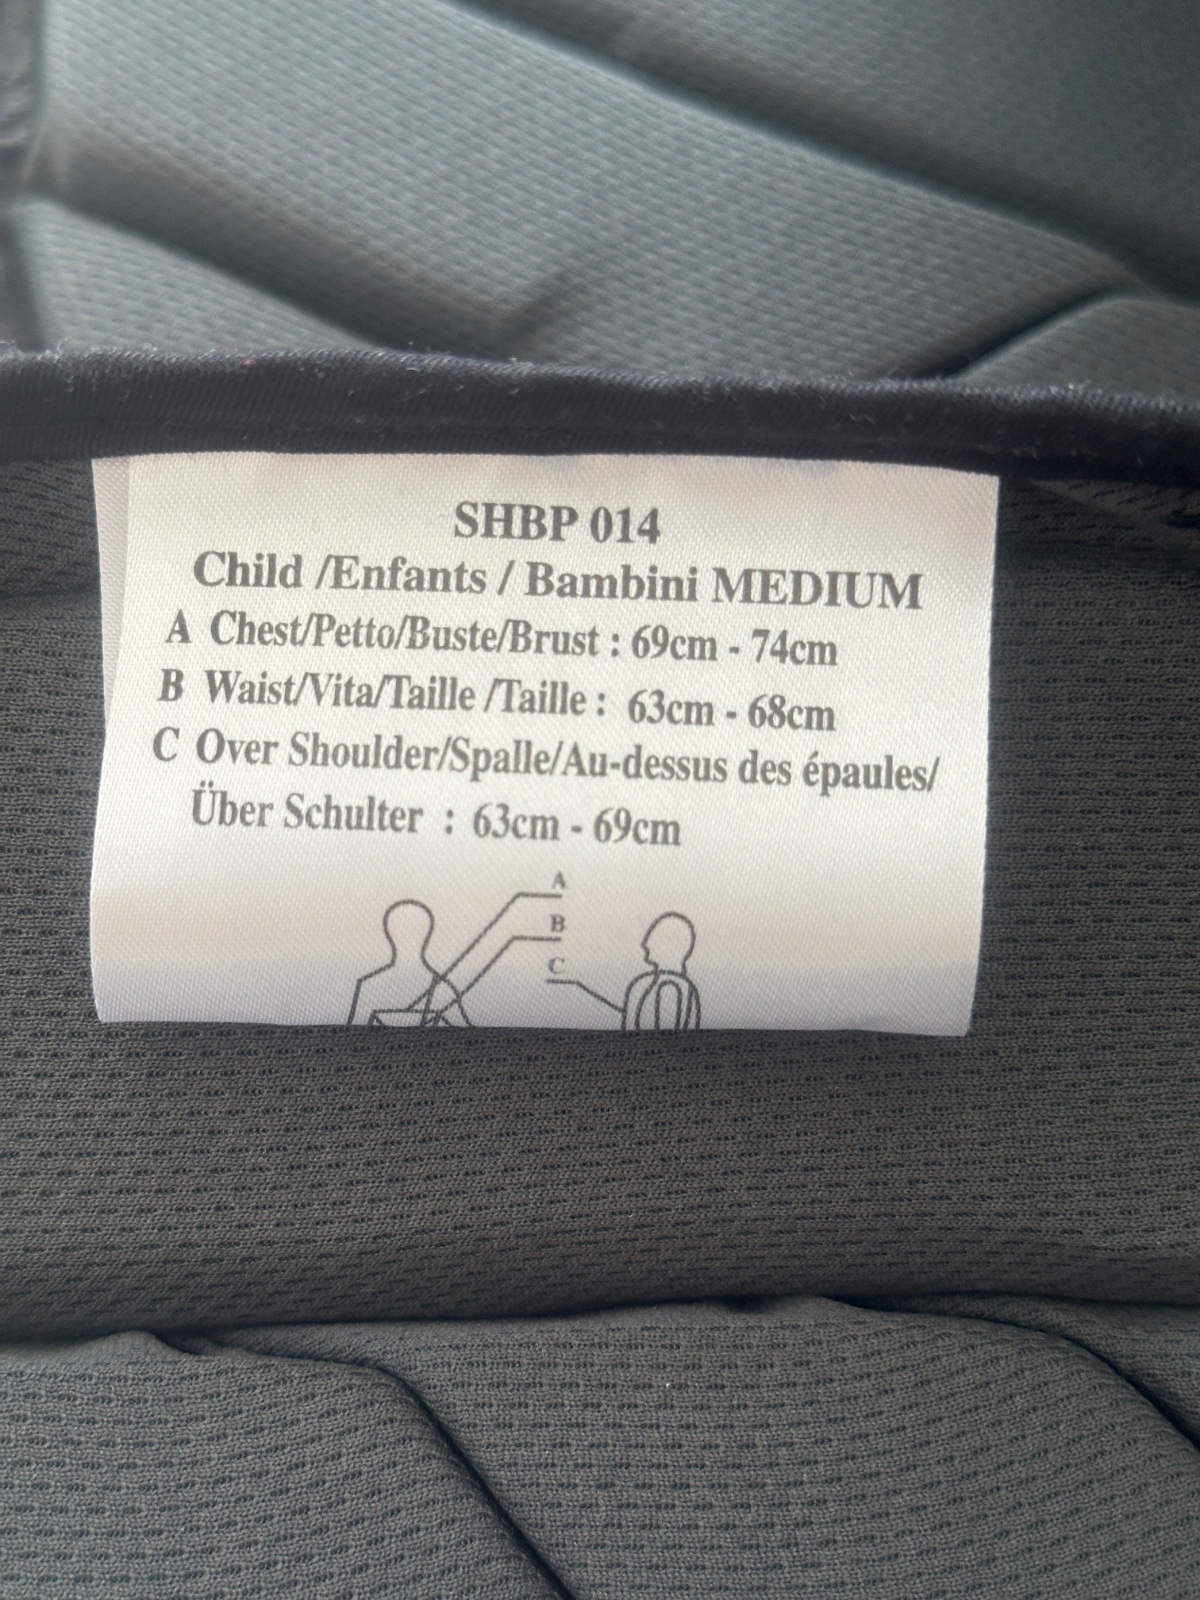 SHBP 014
Child /Enfants / Bambini MEDIUM
A Chest/Petto/Buste/Brust : 69cm - 74cm
B Waist/Vita/Taille /Taille : 63cm - 68cm
C Over Shoulder/Spalle/Au-dessus des épaules/
Über Schulter : 63cm - 69cm
A
B
C